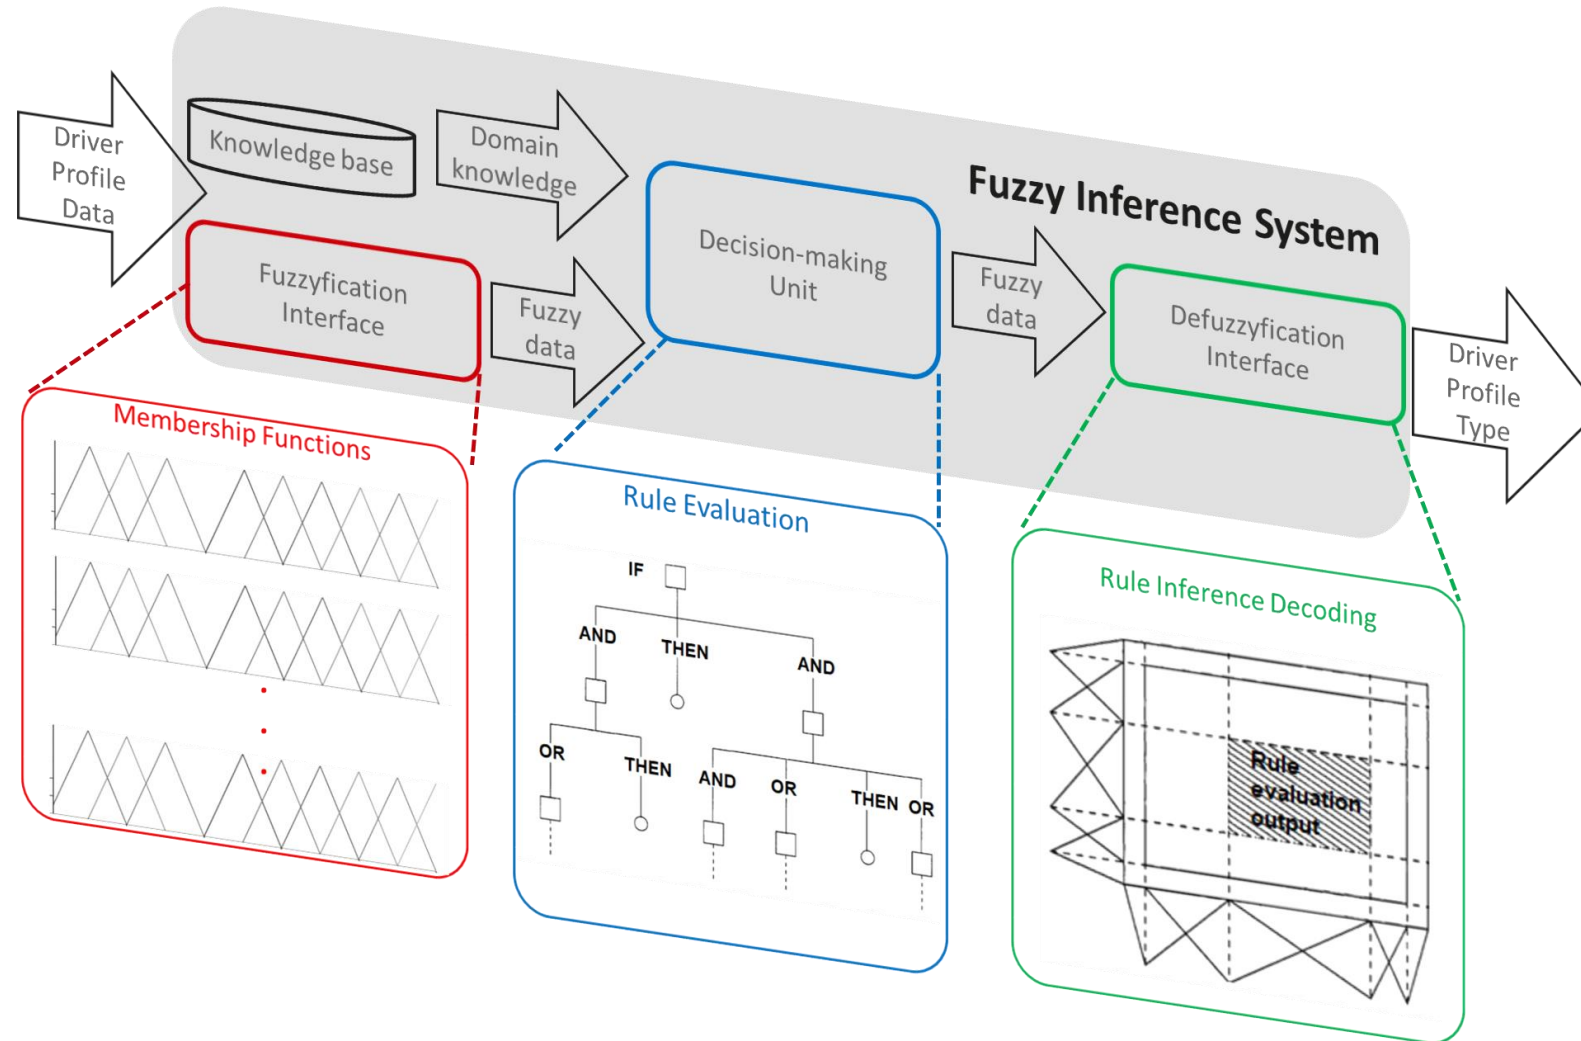 Driver
Profile
Data
Knowledge base
Domain
knowledge
Fuzzy Inference System
Fuzzyfication
Interface
Fuzzy
data
Decision-making
Unit
Fuzzy
data
Defuzzyfication
Interface
Driver
Profile
Type
Membership Functions
Rule Evaluation
IF
AND
THEN
AND
OR
THEN
AND
OR
THEN
OR
Rule Inference Decoding
Rule
evaluation
output